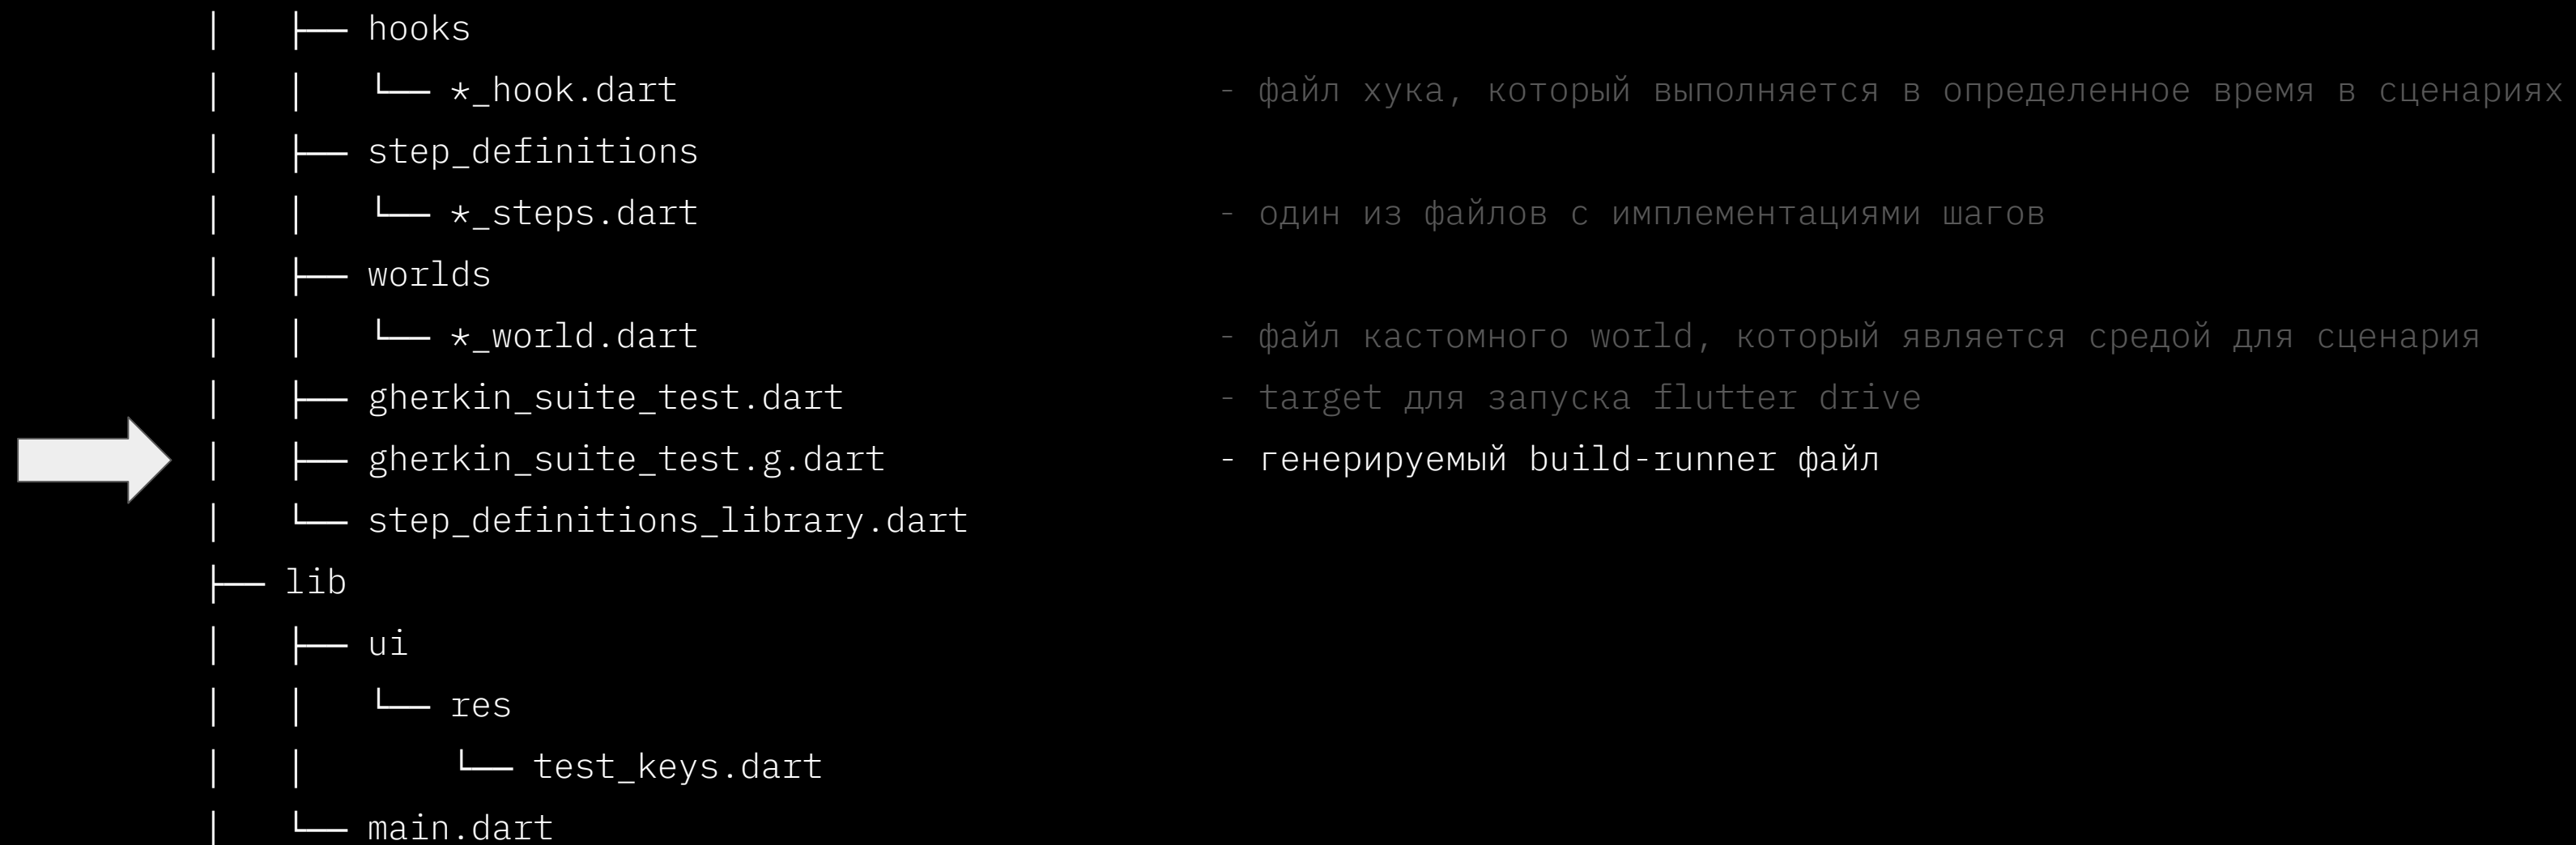 │   ├── hooks
│   │   └── *_hook.dart - файл хука, который выполняется в определенное время в сценариях
│   ├── step_definitions
│   │   └── *_steps.dart - один из файлов с имплементациями шагов
│   ├── worlds
│   │   └── *_world.dart - файл кастомного world, который является средой для сценария
│   ├── gherkin_suite_test.dart - target для запуска flutter drive
│   ├── gherkin_suite_test.g.dart - генерируемый build-runner файл
│   └── step_definitions_library.dart
├── lib
│   ├── ui
│   │   └── res
│   │       └── test_keys.dart
│   └── main.dart